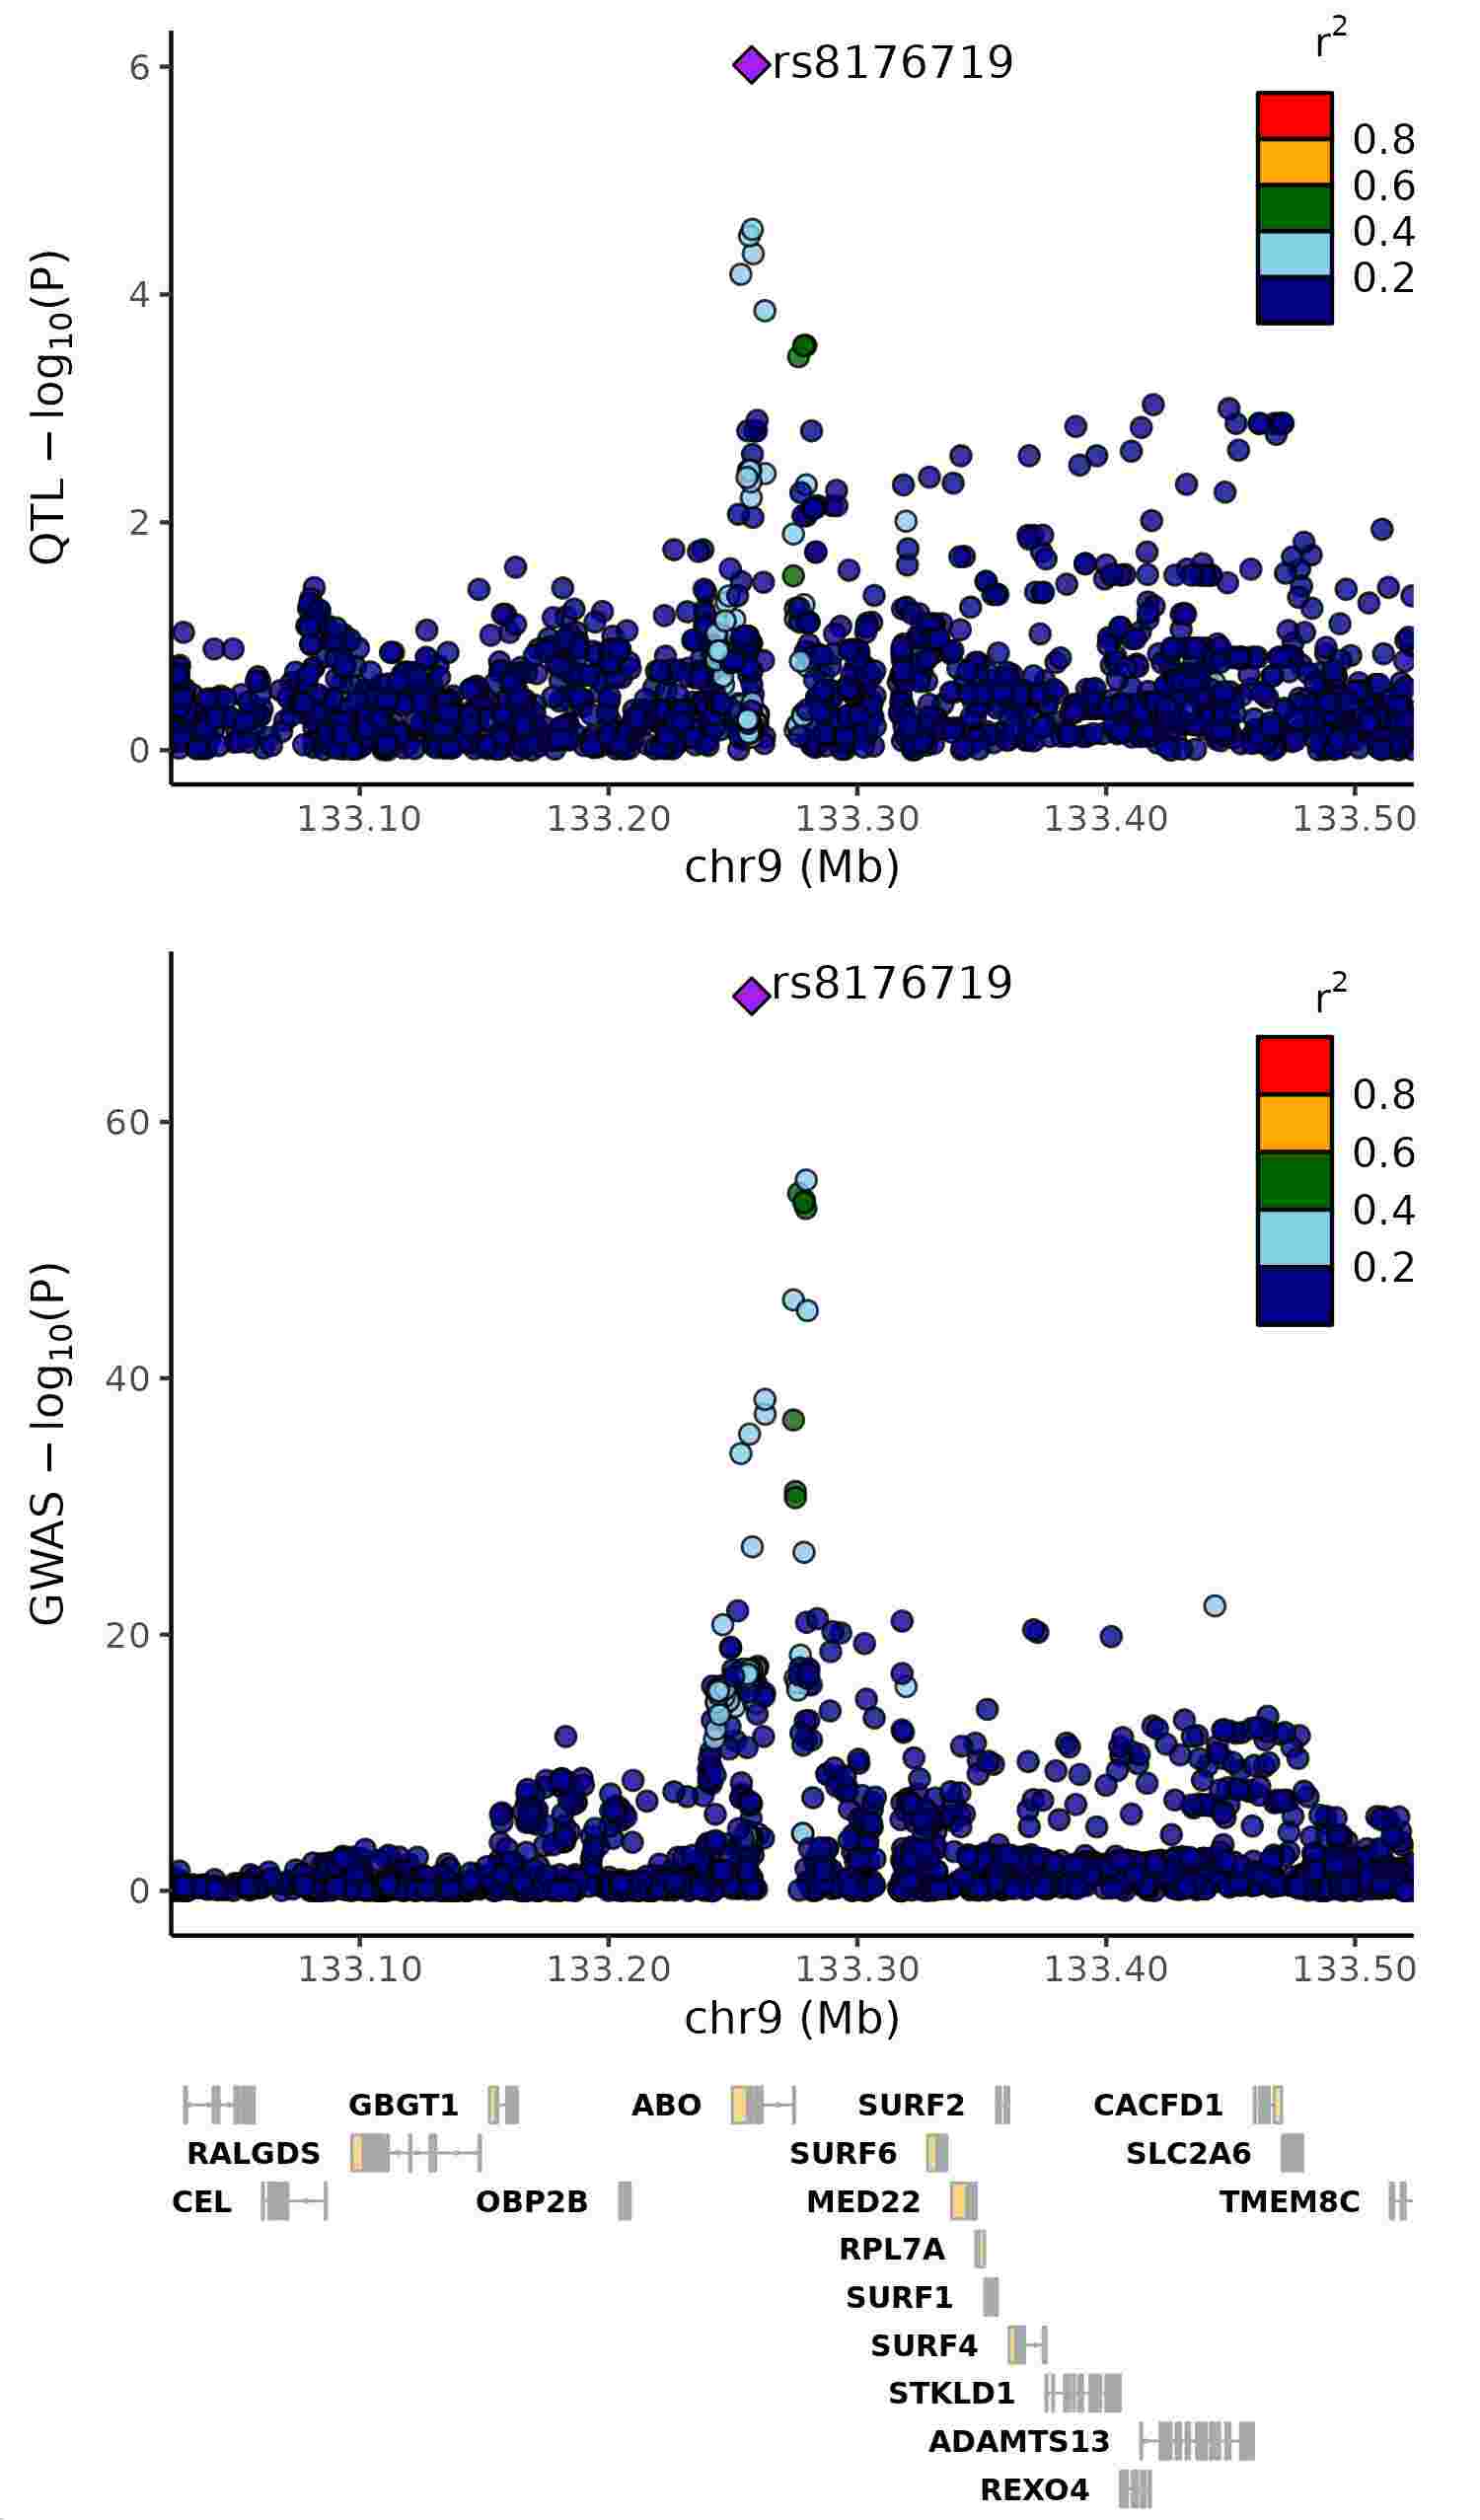 r²
rs8176719
6
4
2
0
0.8
0.6
0.4
0.2
QTL −log₁₀(P)
133.10 133.20 133.30 133.40 133.50
chr9 (Mb)
r²
rs8176719
60
40
20
0
0.8
0.6
0.4
0.2
GWAS −log₁₀(P)
133.10 133.20 133.30 133.40 133.50
chr9 (Mb)
GBGT1 ABO SURF2 CACFD1
RALGDS SURF6 SLC2A6
CEL OBP2B MED22 TMEM8C
RPL7A
SURF1
SURF4
STKLD1
ADAMTS13
REXO4